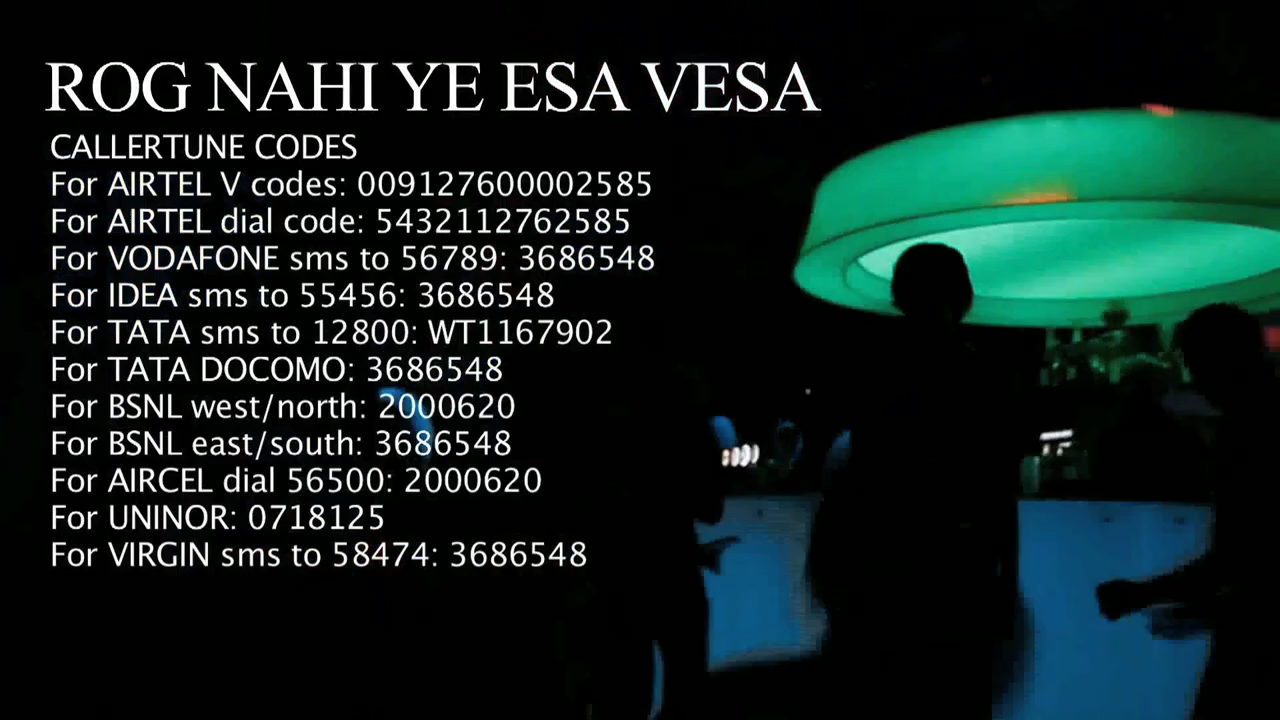 ROG NAHI YE ESA VESA
CALLERTUNE CODES
For AIRTEL V codes: 009127600002585
For AIRTEL dial code: 5432112762585
For VODAFONE sms to 56789: 3686548
For IDEA sms to 55456: 3686548
For TATA sms to 12800: WT1167902
For TATA DOCOMO: 3686548
For BSNL west/north: 2000620
For BSNL east/south: 3686548
For AIRCEL dial 56500: 2000620
For UNINOR: 0718125
For VIRGIN sms to 58474: 3686548